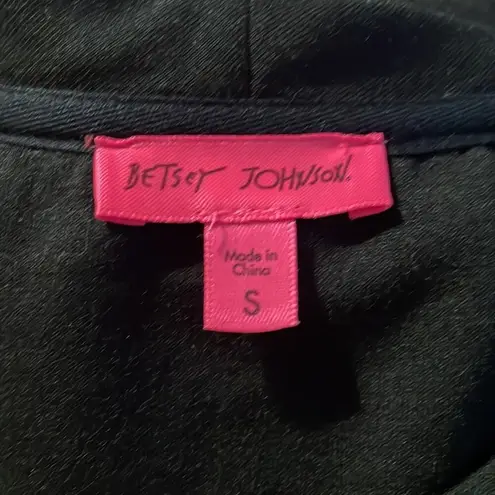 BETSEY JOHNSON.
Made in
China
S